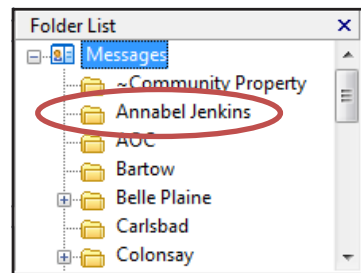 Folder List
Messages
~Community Property
Annabel Jenkins
AOC
Bartow
Belle Plaine
Carlsbad
Colonsay